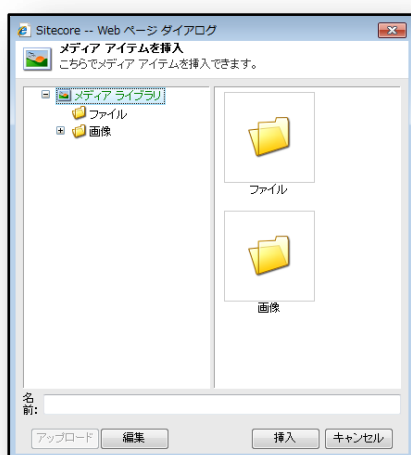 Sitecore -- Web ページ ダイアログ
メディア アイテムを挿入
こちらでメディア アイテムを挿入できます。
メディア ライブラリ
ファイル
画像
ファイル
画像
名
前:
アップロード
編集
挿入
キャンセル